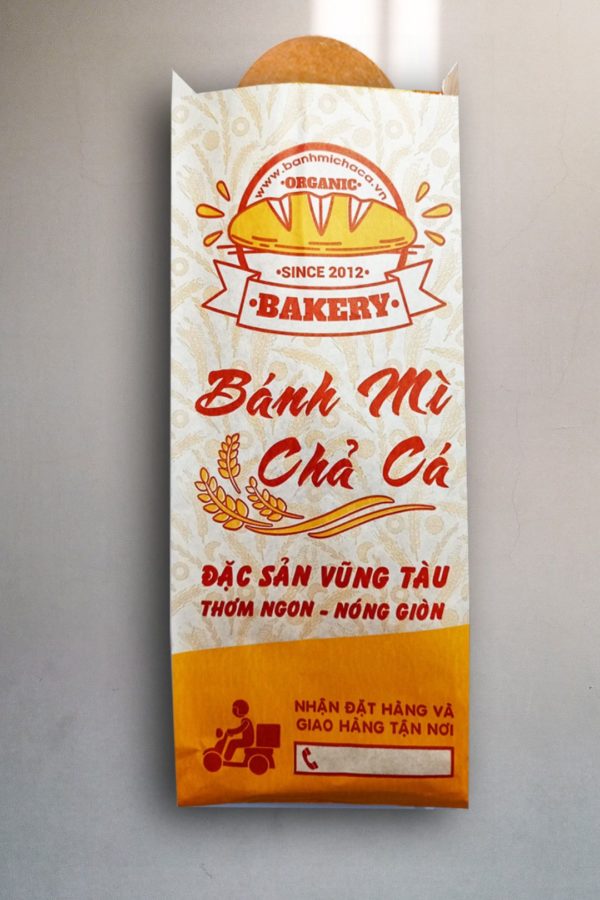 www.banhmichaca.vn
•ORGANIC•
•SINCE 2012•
•BAKERY•
Bánh Mì
Chả Cá
ĐẶC SẢN VŨNG TÀU
THƠM NGON - NÓNG GIÒN
NHẬN ĐẶT HÀNG VÀ
GIAO HÀNG TẬN NƠI